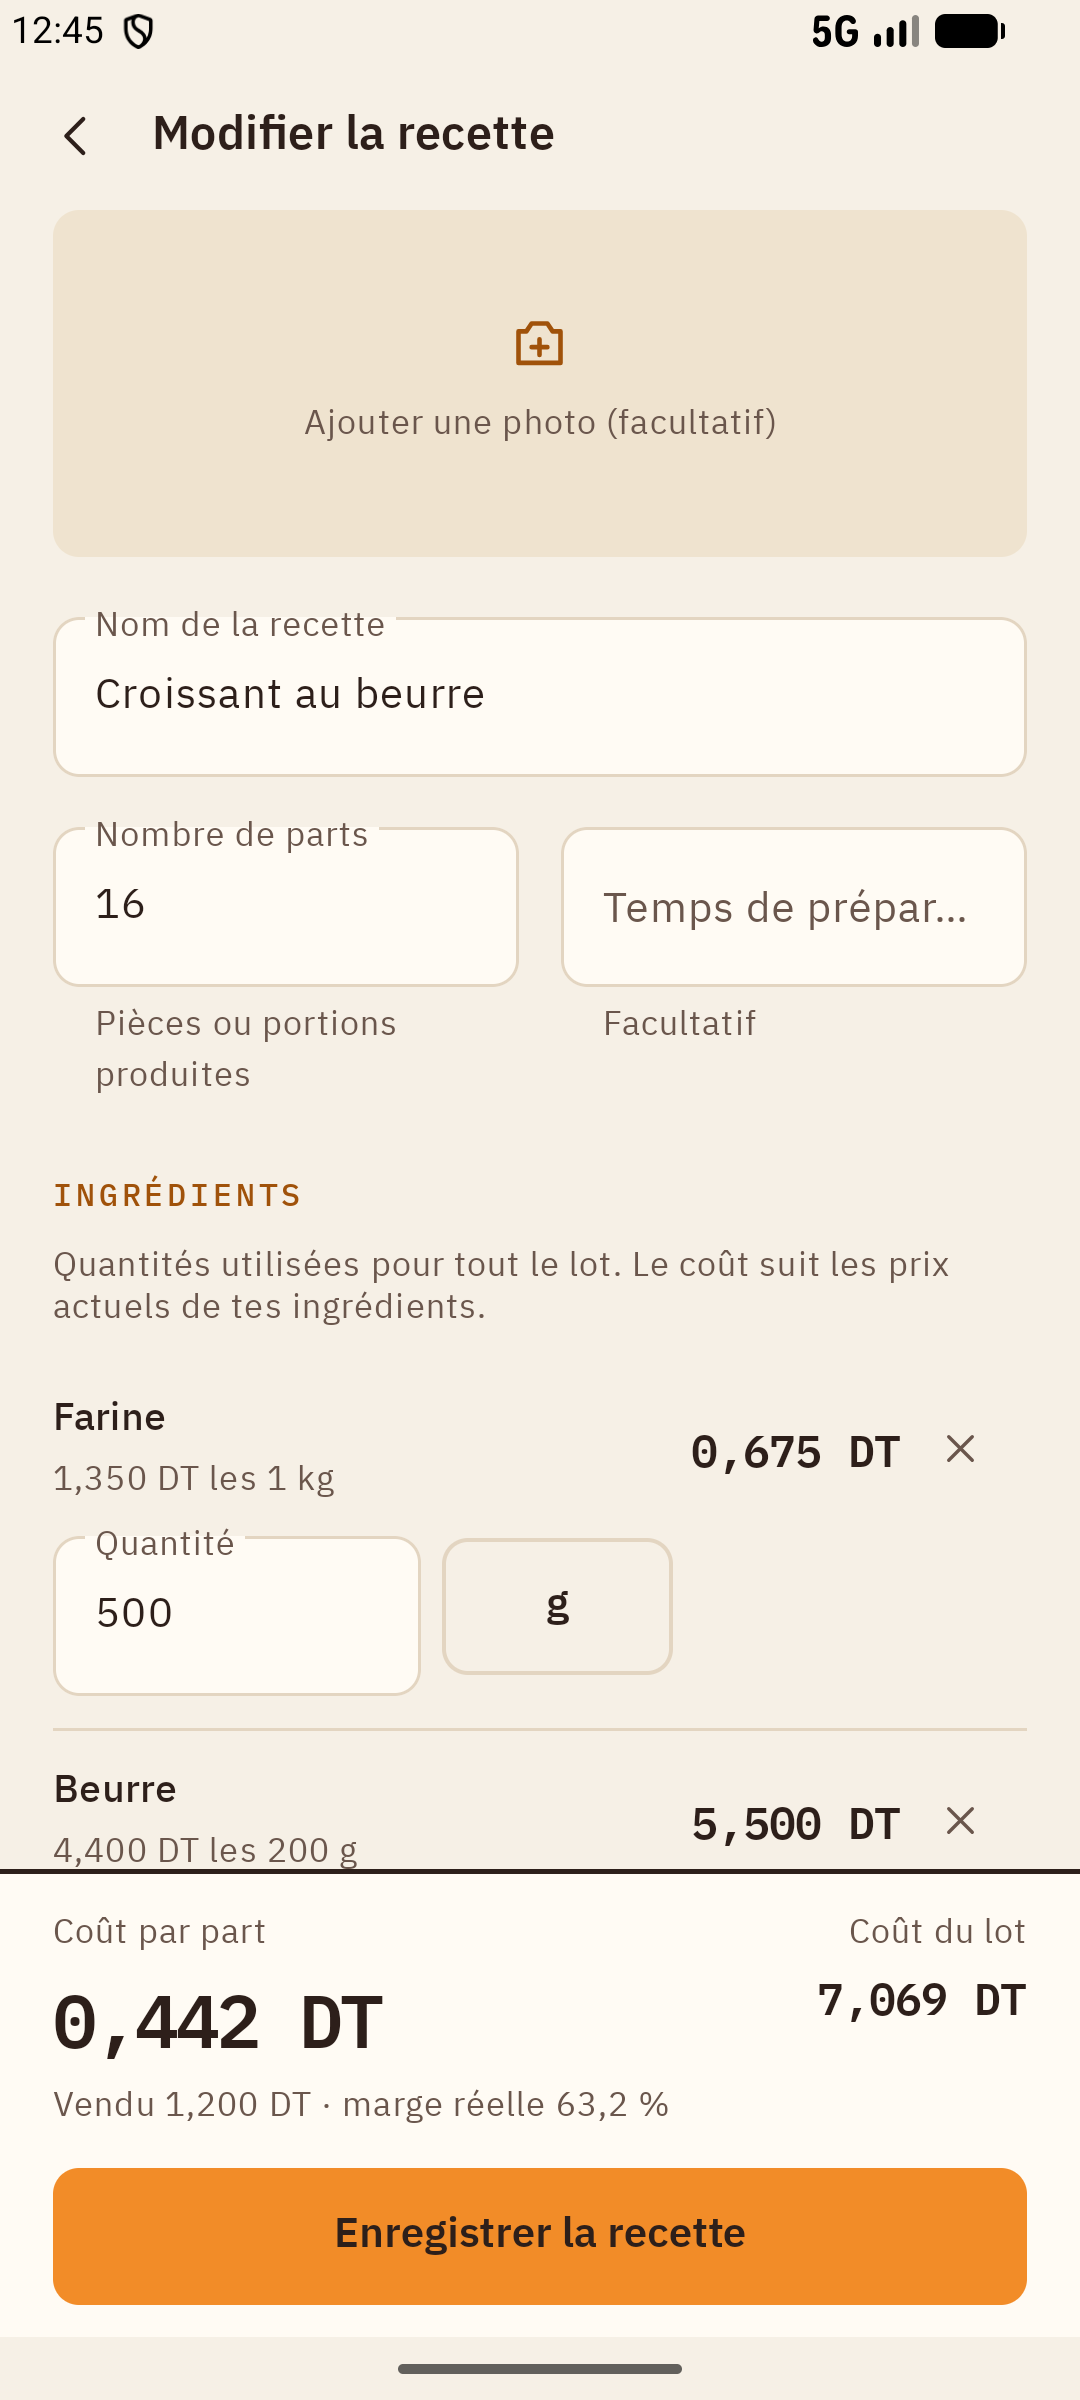 12:45
5G
Modifier la recette
Ajouter une photo (facultatif)
Nom de la recette
Croissant au beurre
Nombre de parts
16
Temps de prépar...
Pièces ou portions
produites
Facultatif
INGRÉDIENTS
Quantités utilisées pour tout le lot. Le coût suit les prix
actuels de tes ingrédients.
Farine
1,350 DT les 1 kg
0,675 DT
Quantité
500
g
Beurre
4,400 DT les 200 g
5,500 DT
Coût par part
Coût du lot
0,442 DT
7,069 DT
Vendu 1,200 DT · marge réelle 63,2 %
Enregistrer la recette